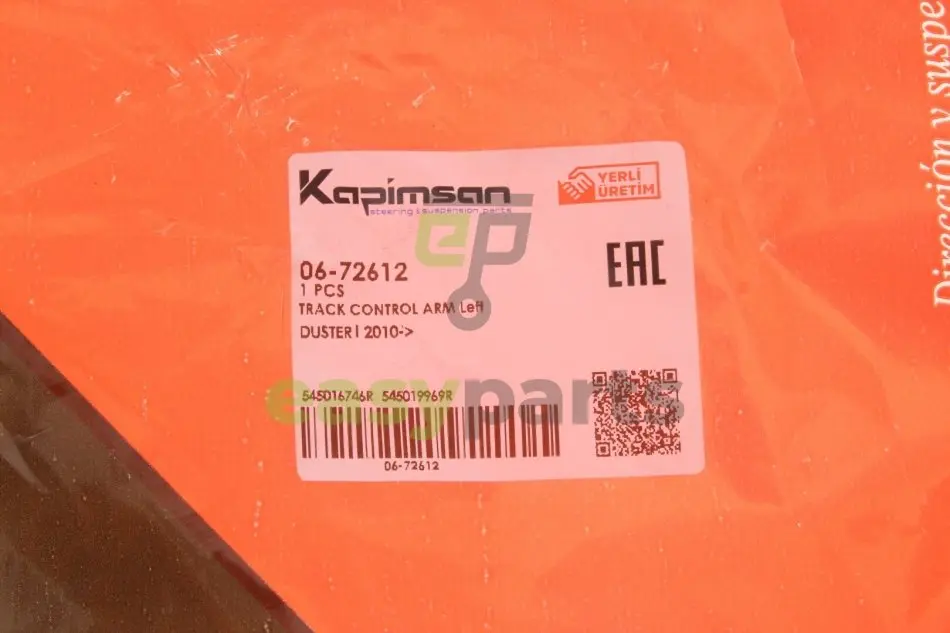 Kapimsan
steering & suspension parts
YERLİ
ÜRETİM
ep
06-72612
1 PCS
TRACK CONTROL ARM Left
DUSTER I 2010->
EAC
545016746R 545019969R
easyparts
06-72612
Dirección y suspe